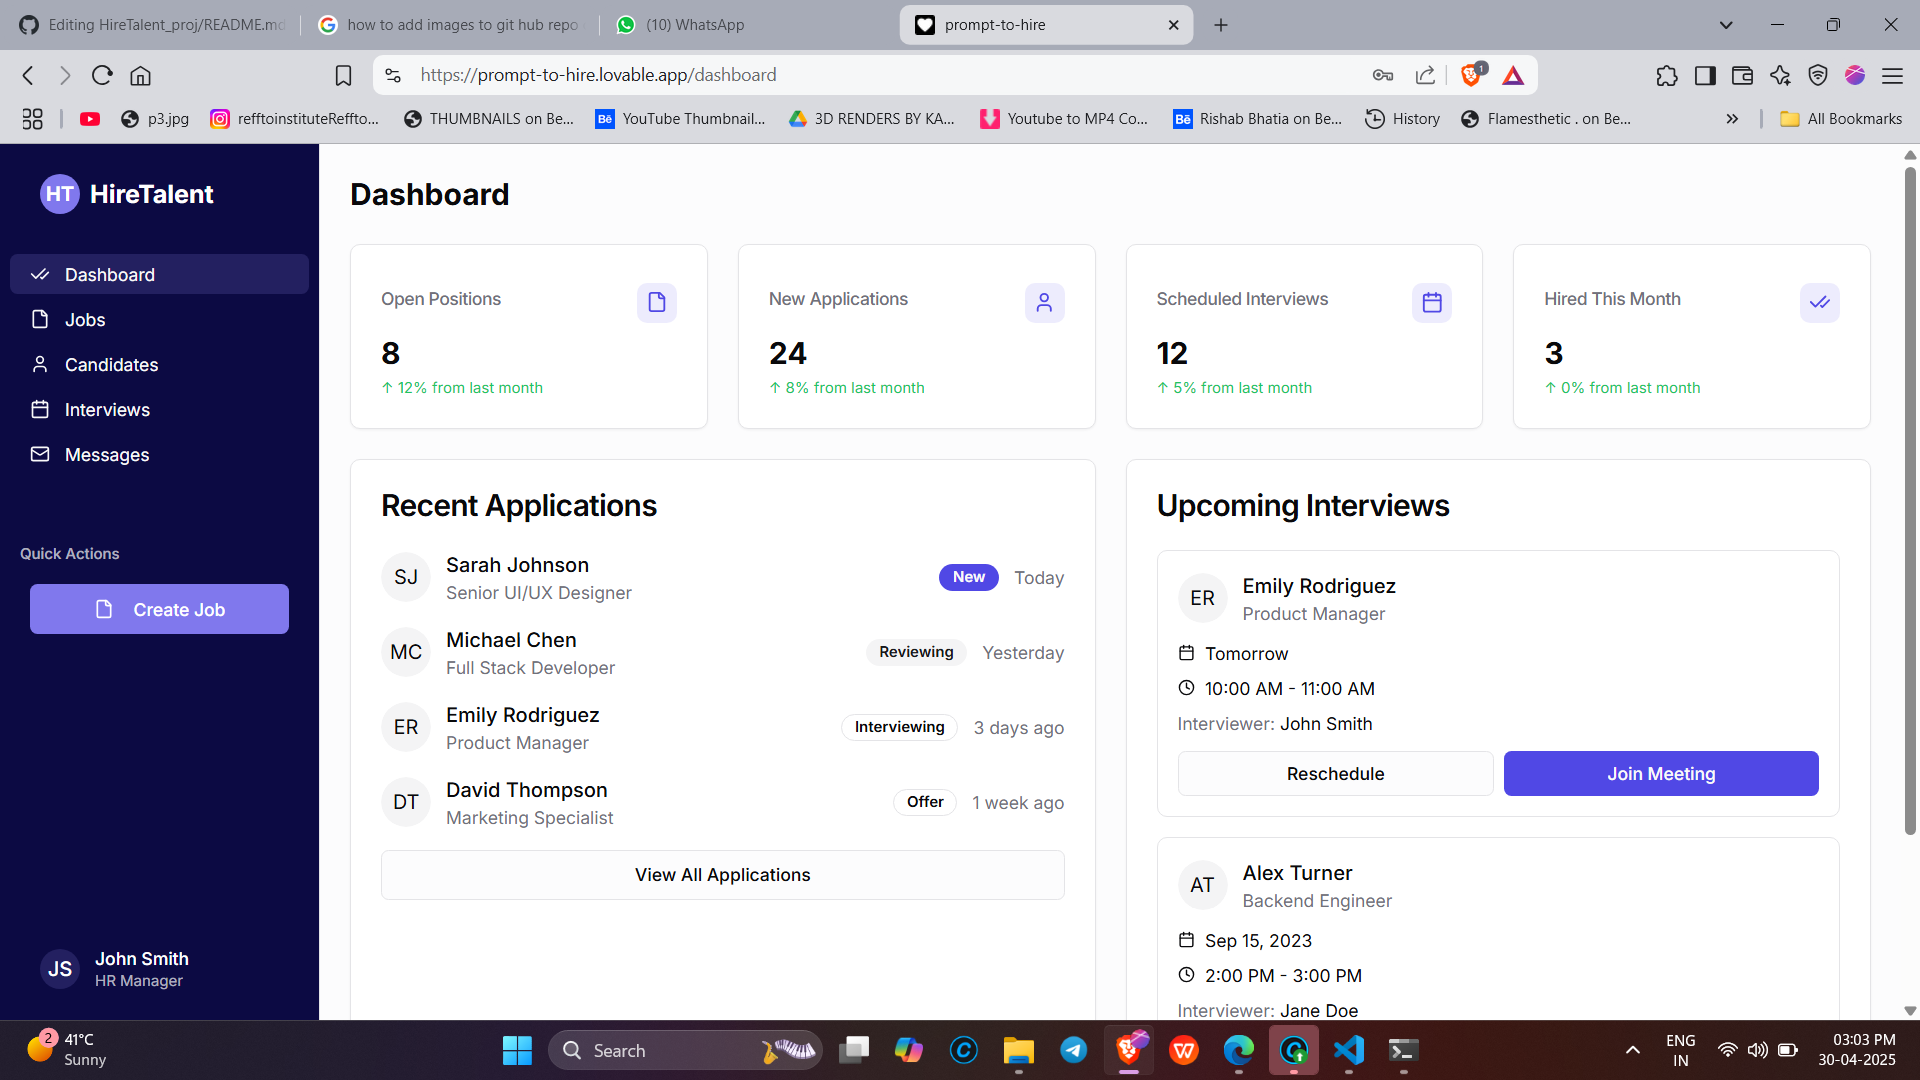 Editing HireTalent_proj/README.md
how to add images to git hub repo
(10) WhatsApp
prompt-to-hire
https://prompt-to-hire.lovable.app/dashboard
1
p3.jpg
refftoinstituteReffto...
THUMBNAILS on Be...
Bē
YouTube Thumbnail...
3D RENDERS BY KA...
Youtube to MP4 Co...
Bē
Rishab Bhatia on Be...
History
Flamesthetic . on Be...
All Bookmarks
HT
HireTalent
Dashboard
Jobs
Candidates
Interviews
Messages
Quick Actions
Create Job
JS
John Smith
HR Manager
Dashboard
Open Positions
8
↑ 12% from last month
New Applications
24
↑ 8% from last month
Scheduled Interviews
12
↑ 5% from last month
Hired This Month
3
↑ 0% from last month
Recent Applications
SJ
Sarah Johnson
Senior UI/UX Designer
New
Today
MC
Michael Chen
Full Stack Developer
Reviewing
Yesterday
ER
Emily Rodriguez
Product Manager
Interviewing
3 days ago
DT
David Thompson
Marketing Specialist
Offer
1 week ago
View All Applications
Upcoming Interviews
ER
Emily Rodriguez
Product Manager
Tomorrow
10:00 AM - 11:00 AM
Interviewer: John Smith
Reschedule
Join Meeting
AT
Alex Turner
Backend Engineer
Sep 15, 2023
2:00 PM - 3:00 PM
Interviewer: Jane Doe
2
41°C
Sunny
Search
ENG
IN
03:03 PM
30-04-2025